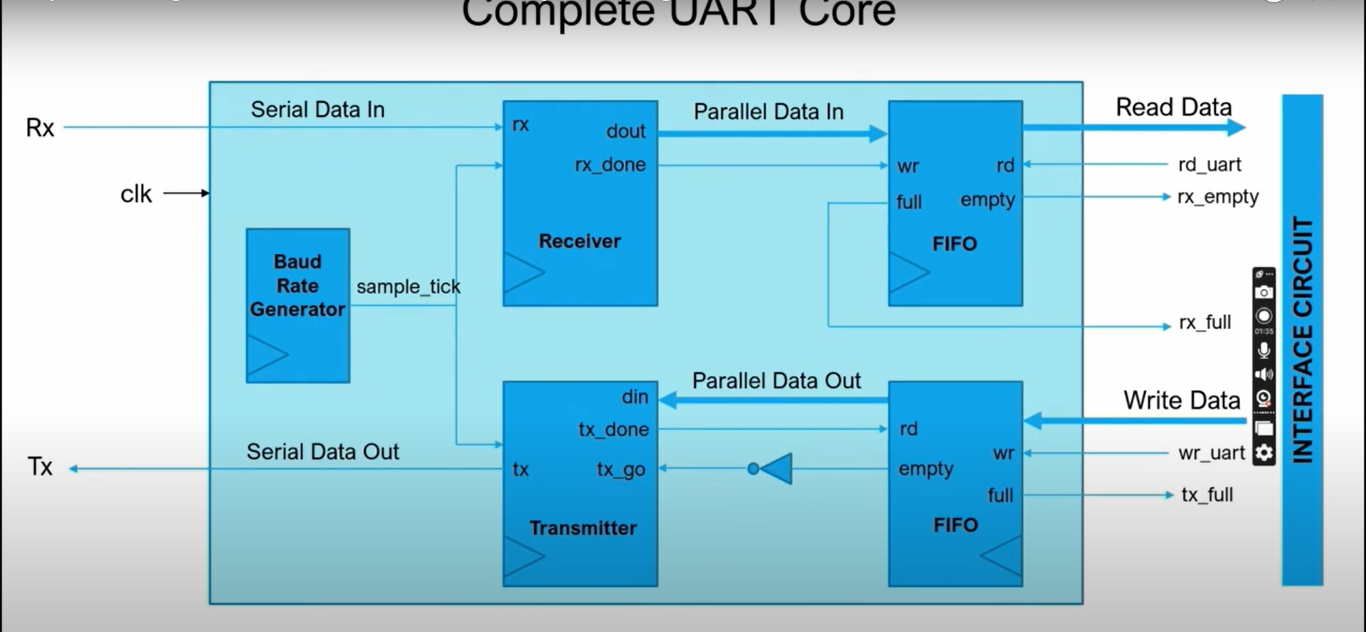 Complete UART Core
Serial Data In
Parallel Data In
Read Data
Rx
rx
dout
rx_done
wr
rd
rd_uart
clk
full
empty
rx_empty
Receiver
FIFO
Baud
Rate
Generator
sample_tick
rx_full
01:35
INTERFACE CIRCUIT
Parallel Data Out
Write Data
din
tx_done
rd
wr
wr_uart
Serial Data Out
Tx
tx
tx_go
empty
full
tx_full
Transmitter
FIFO